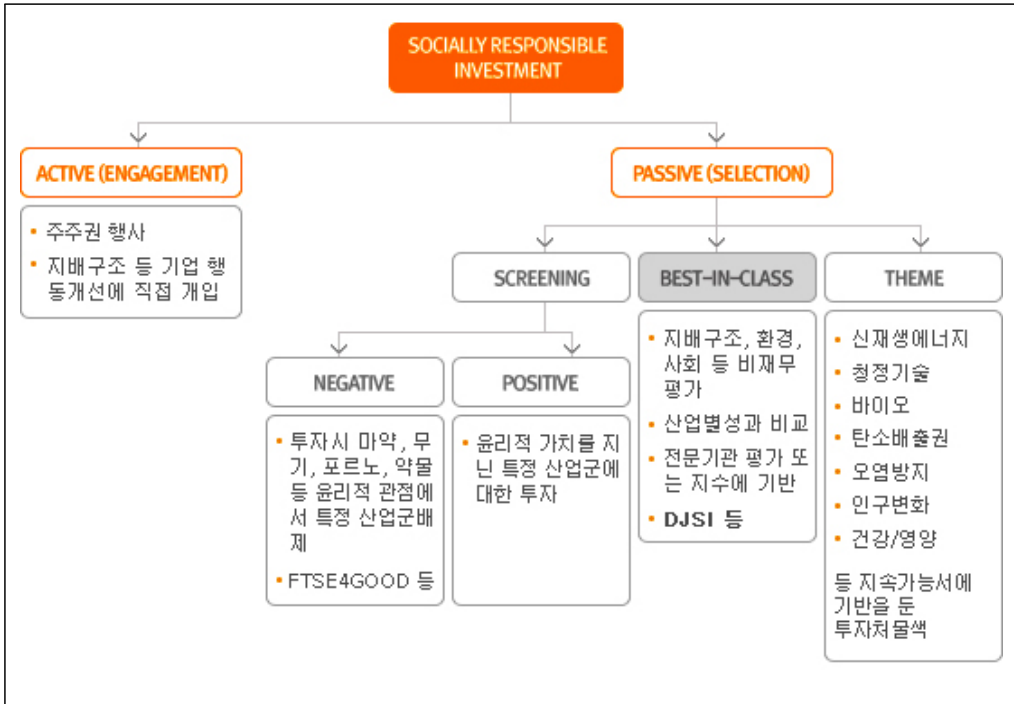 SOCIALLY RESPONSIBLE
INVESTMENT
ACTIVE (ENGAGEMENT)
• 주주권 행사
• 지배구조 등 기업 행
동개선에 직접 개입
PASSIVE (SELECTION)
SCREENING
NEGATIVE
• 투자시 마약, 무
기, 포르노, 약물
등 윤리적 관점에
서 특정 산업군배
제
• FTSE4GOOD 등
POSITIVE
• 윤리적 가치를 지
닌 특정 산업군에
대한 투자
BEST-IN-CLASS
• 지배구조, 환경,
사회 등 비재무
평가
• 산업별성과 비교
• 전문기관 평가 또
는 지수에 기반
• DJSI 등
THEME
• 신재생에너지
• 청정기술
• 바이오
• 탄소배출권
• 오염방지
• 인구변화
• 건강/영양
등 지속가능서에
기반을 둔
투자처물색